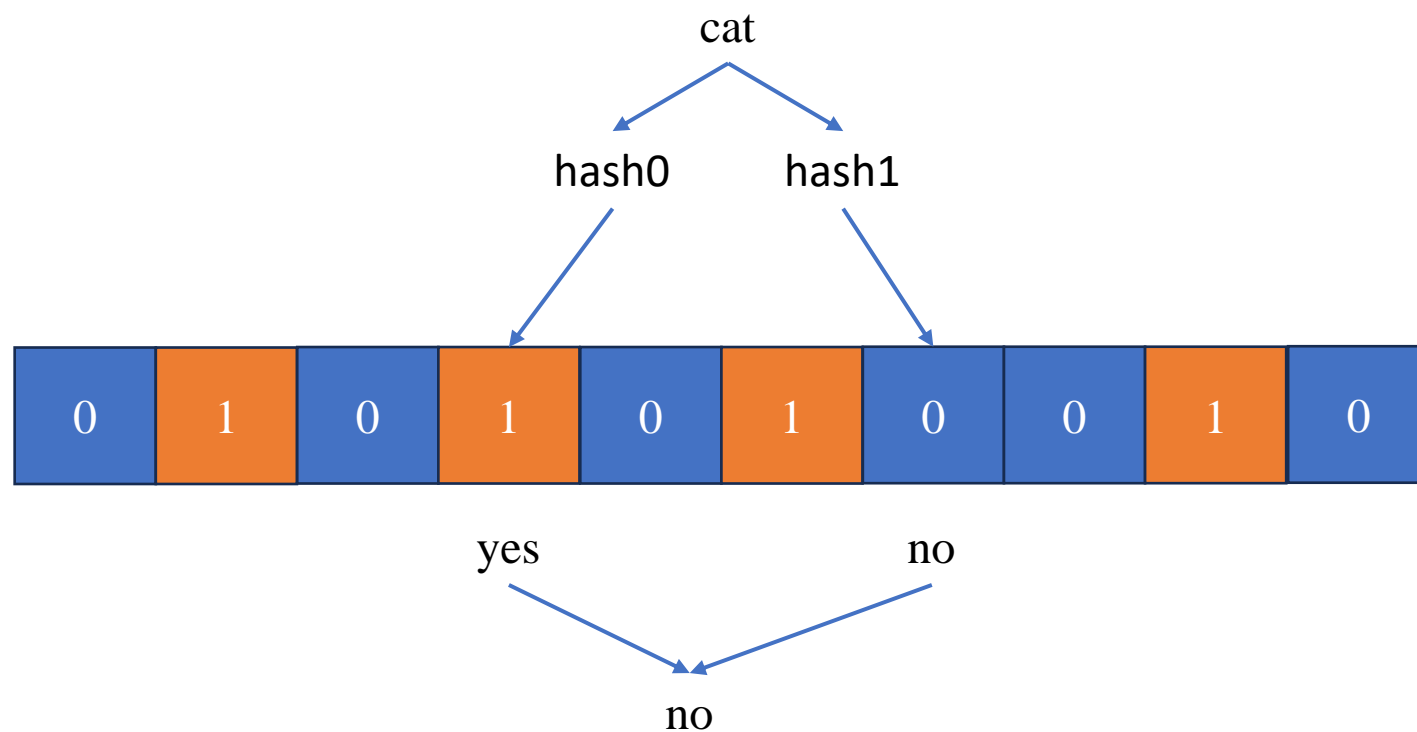 cat
hash0 hash1
0 1 0 1 0 1 0 0 1 0
yes no
no